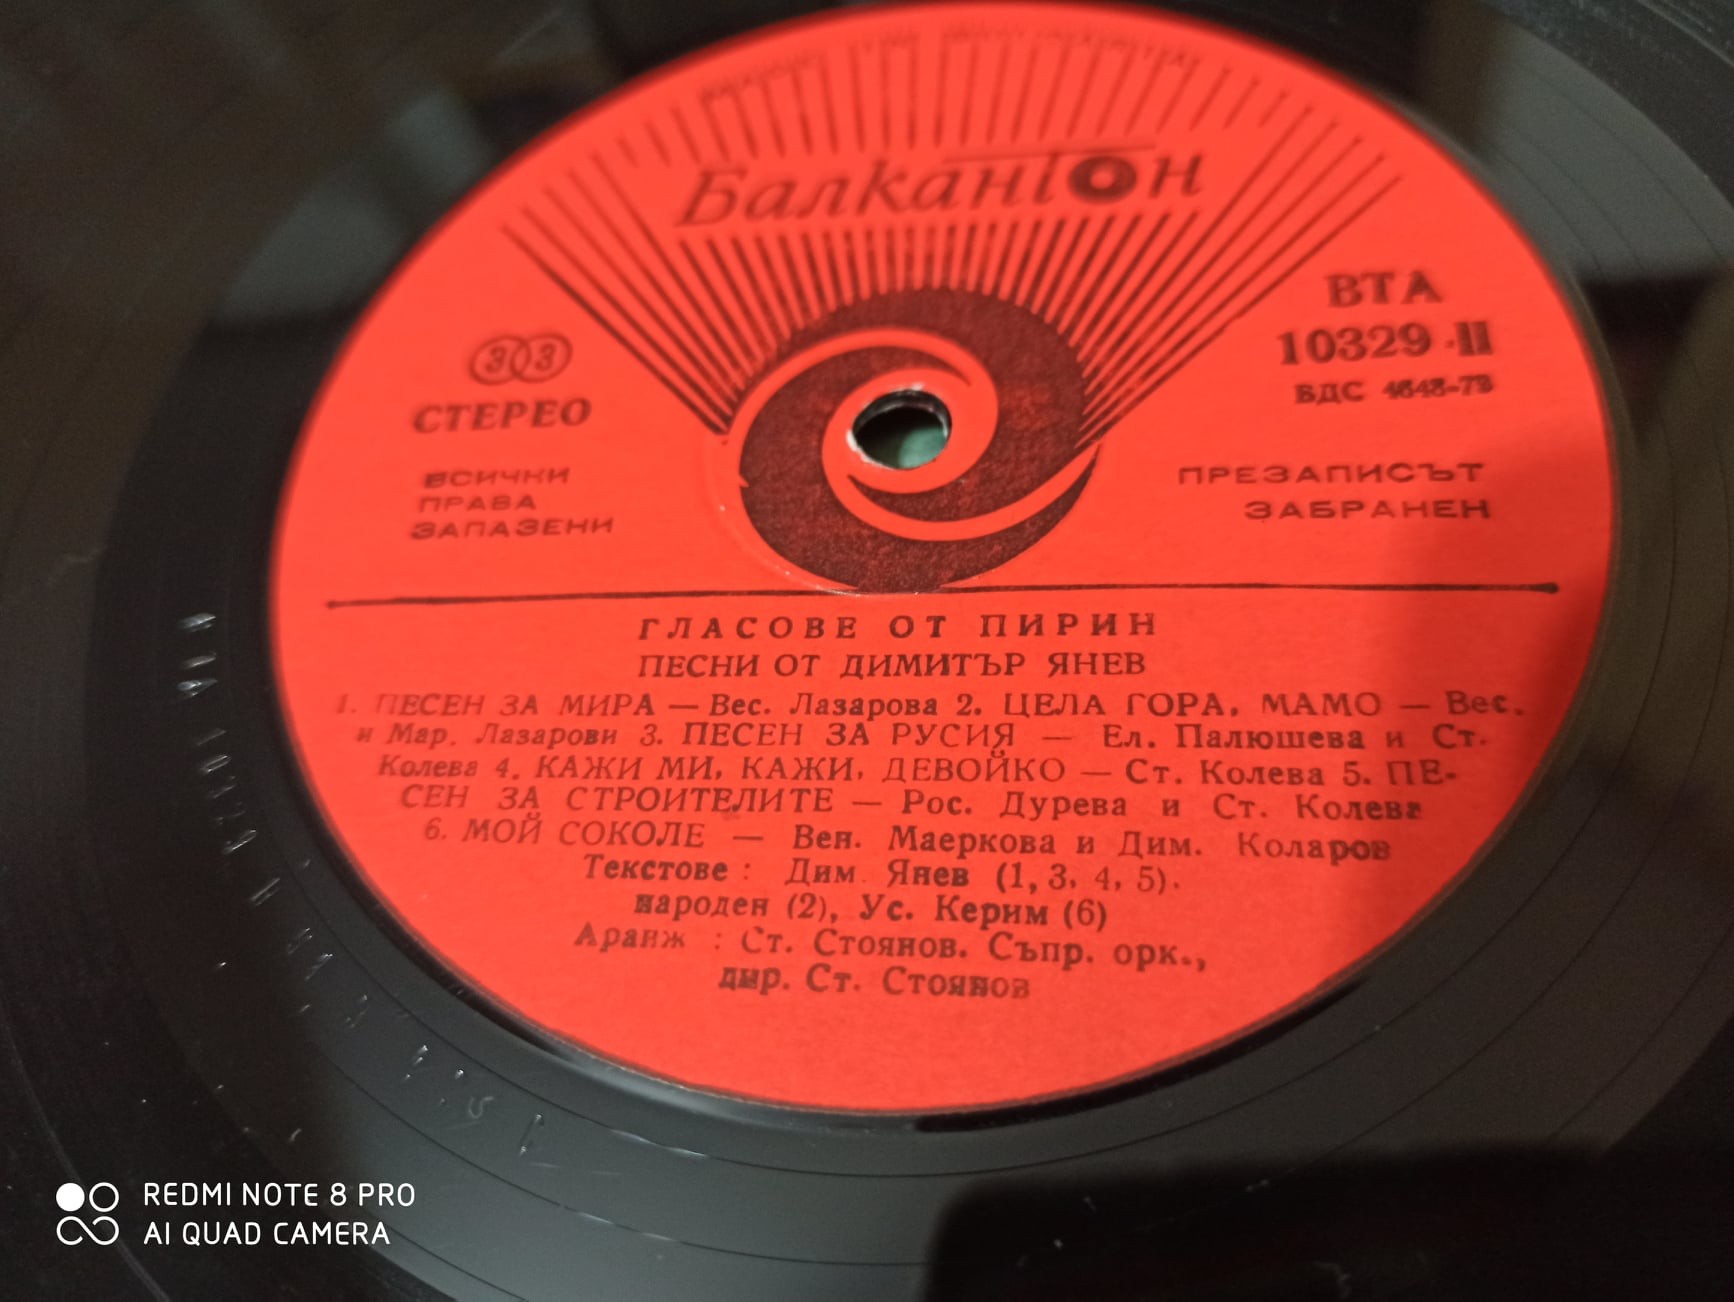 Балкантон
ВТА
10329-II
БДС 4648-73
33
СТЕРЕО
ВСИЧКИ
ПРАВА
ЗАПАЗЕНИ
ПРЕЗАПИСЪТ
ЗАБРАНЕН
ГЛАСОВЕ ОТ ПИРИН
ПЕСНИ ОТ ДИМИТЪР ЯНЕВ
1. ПЕСЕН ЗА МИРА — Вес. Лазарова 2. ЦЕЛА ГОРА, МАМО — Вес.
и Мар. Лазарови 3. ПЕСЕН ЗА РУСИЯ — Ел. Палюшева и Ст.
Колева 4. КАЖИ МИ, КАЖИ, ДЕВОЙКО — Ст. Колева 5. ПЕ-
СЕН ЗА СТРОИТЕЛИТЕ — Рос. Дурева и Ст. Колева
6. МОЙ СОКОЛЕ — Вен. Маеркова и Дим. Коларов
Текстове: Дим. Янев (1, 3, 4, 5).
народен (2), Ус. Керим (6)
Аранж: Ст. Стоянов. Съпр. орк.,
дир. Ст. Стоянов
REDMI NOTE 8 PRO
AI QUAD CAMERA